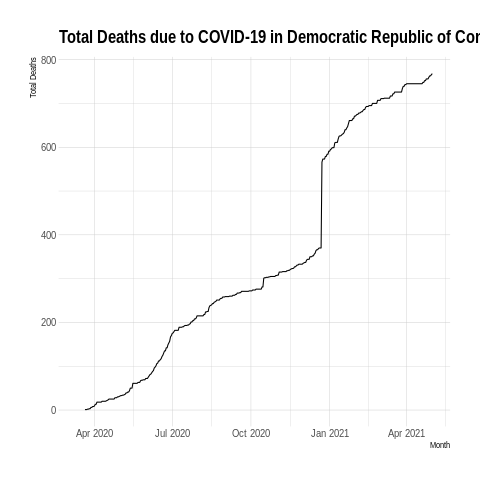 Total Deaths due to COVID-19 in Democratic Republic of Con
Total Deaths
800
600
400
200
0
Apr 2020 Jul 2020 Oct 2020 Jan 2021 Apr 2021
Month